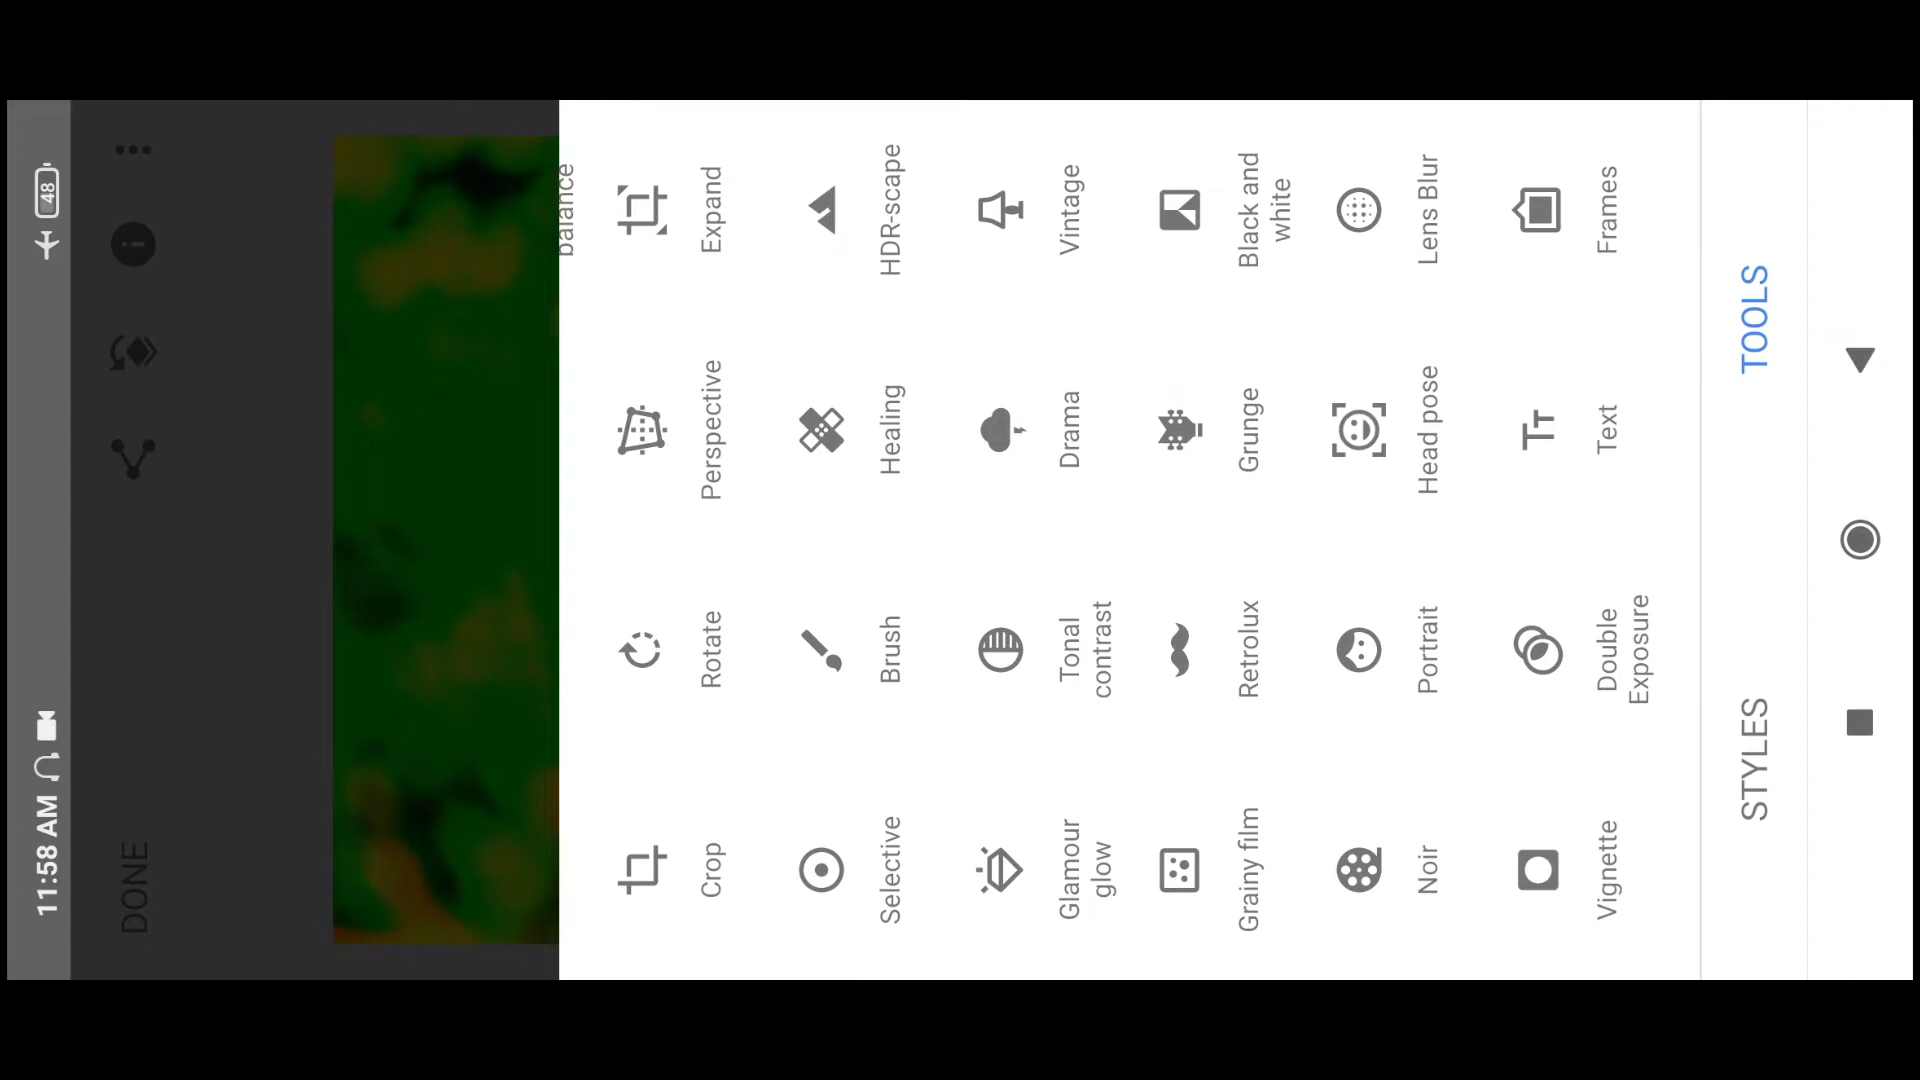 11:58 AM
48
DONE
balance
Crop
Rotate
Perspective
Expand
Selective
Brush
Healing
HDR-scape
Glamour
glow
Tonal
contrast
Drama
Vintage
Grainy film
Retrolux
Grunge
Black and
white
Noir
Portrait
Head pose
Lens Blur
Vignette
Double
Exposure
Text
Frames
STYLES
TOOLS